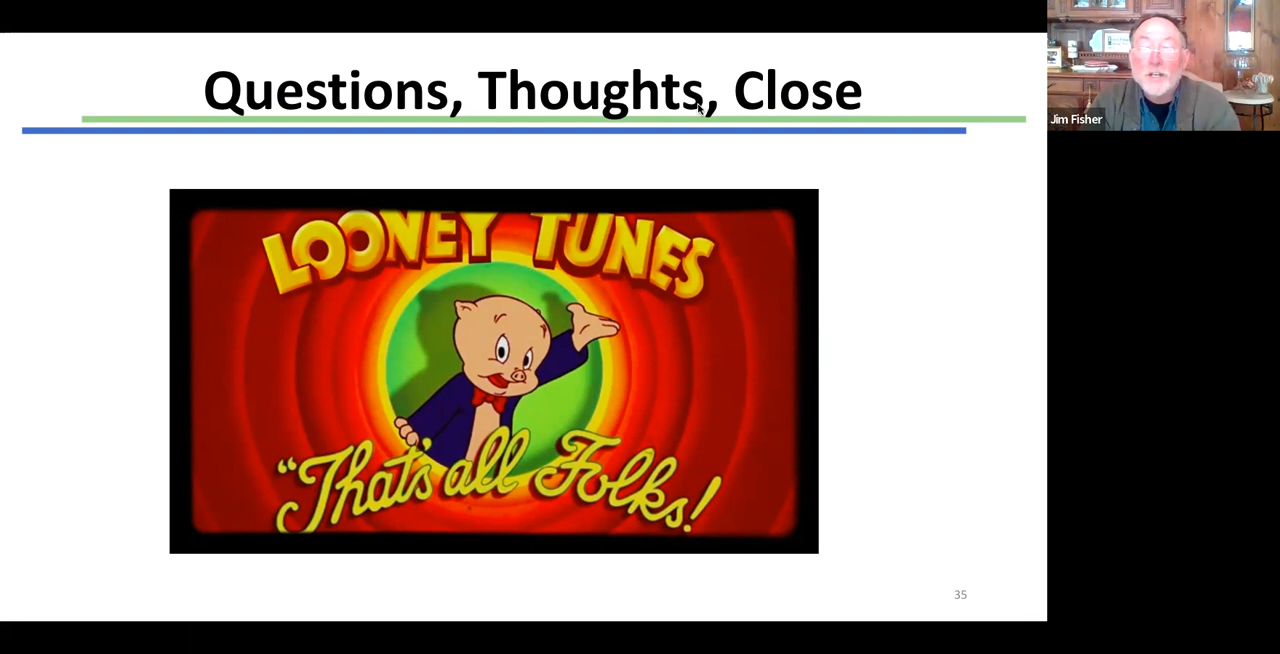 Questions, Thoughts, Close
Jim Fisher
LOONEY TUNES
“That's all Folks!
35